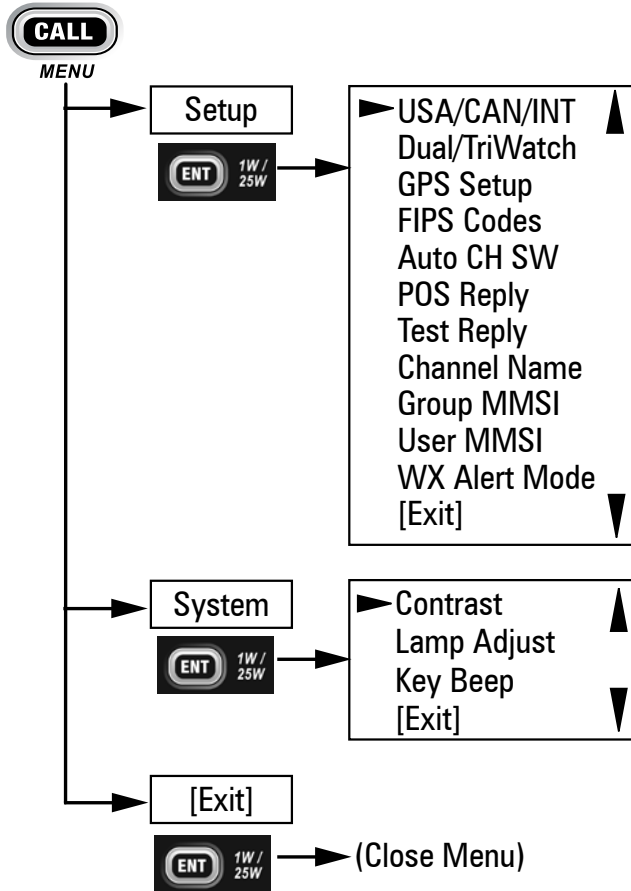 CALL
MENU
Setup
ENT 1W/
25W
USA/CAN/INT
Dual/TriWatch
GPS Setup
FIPS Codes
Auto CH SW
POS Reply
Test Reply
Channel Name
Group MMSI
User MMSI
WX Alert Mode
[Exit]
System
ENT 1W/
25W
Contrast
Lamp Adjust
Key Beep
[Exit]
[Exit]
ENT 1W/
25W
(Close Menu)